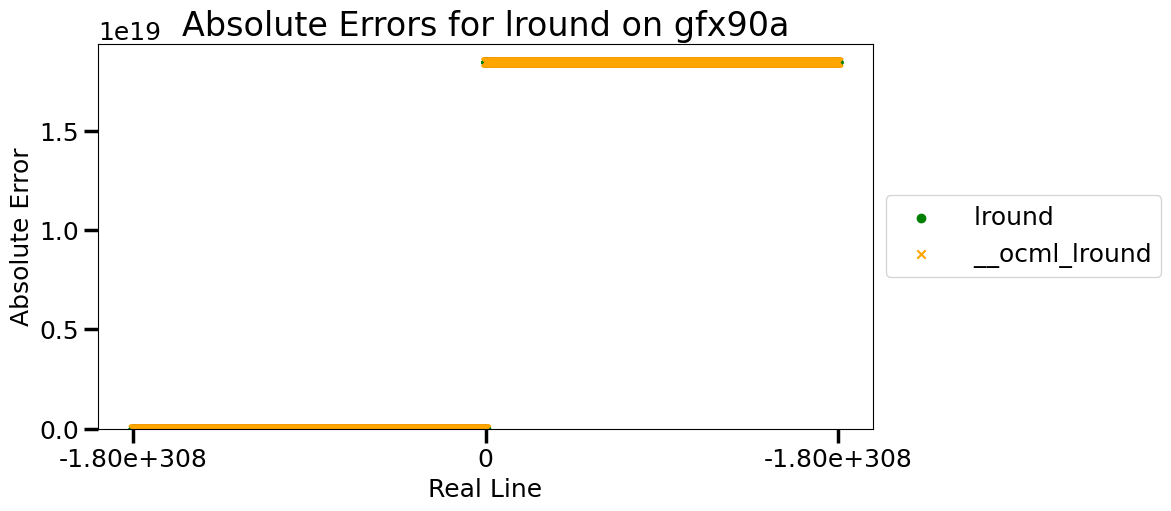 Absolute Errors for lround on gfx90a
1e19
1.5
1.0
0.5
0.0
Absolute Error
-1.80e+308
0
-1.80e+308
Real Line
lround
__ocml_lround